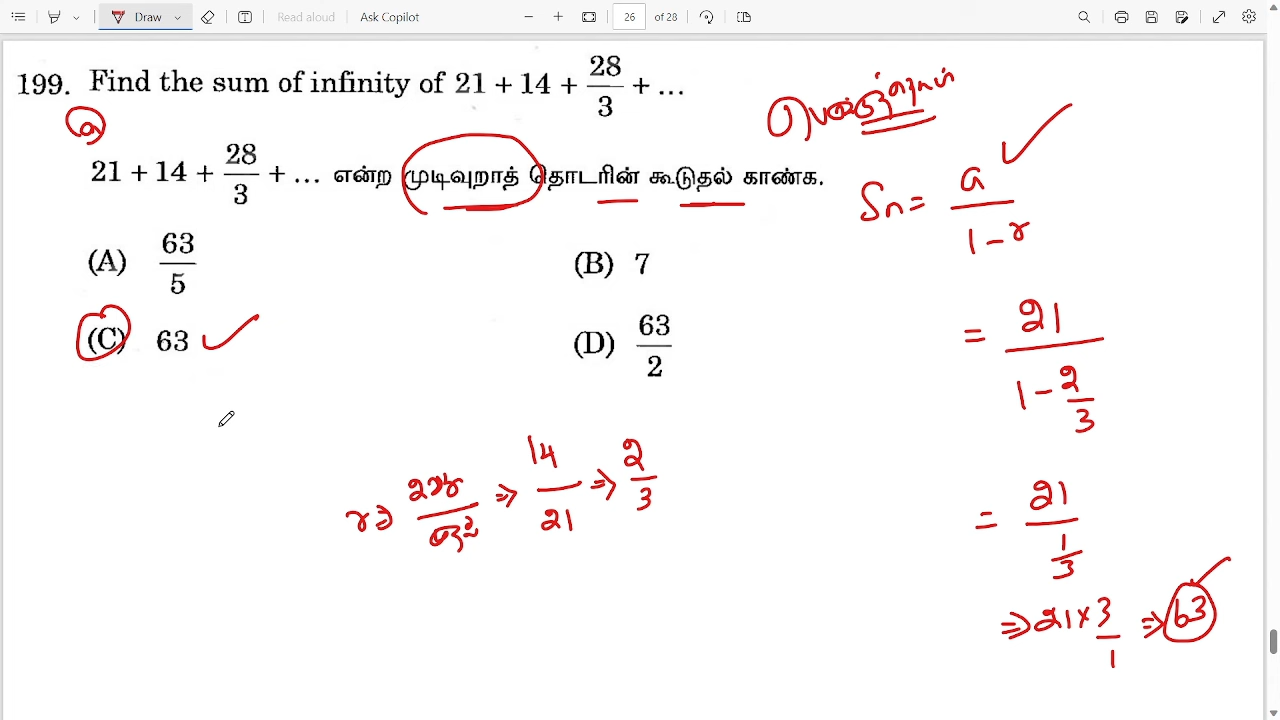 Draw
Read aloud
Ask Copilot
26
of 28
199. Find the sum of infinity of 21 + 14 + 28/3 + ...
21 + 14 + 28/3 + ... என்ற முடிவுறாத் தொடரின் கூடுதல் காண்க.
(A) 63/5
(B) 7
(C) 63
(D) 63/2
Sn = a/1-r
= 21/1-2/3
= 21/1/3
⇒ 21×3/1 ⇒ 63
r ⇒ ⇒ 14/21 ⇒ 2/3